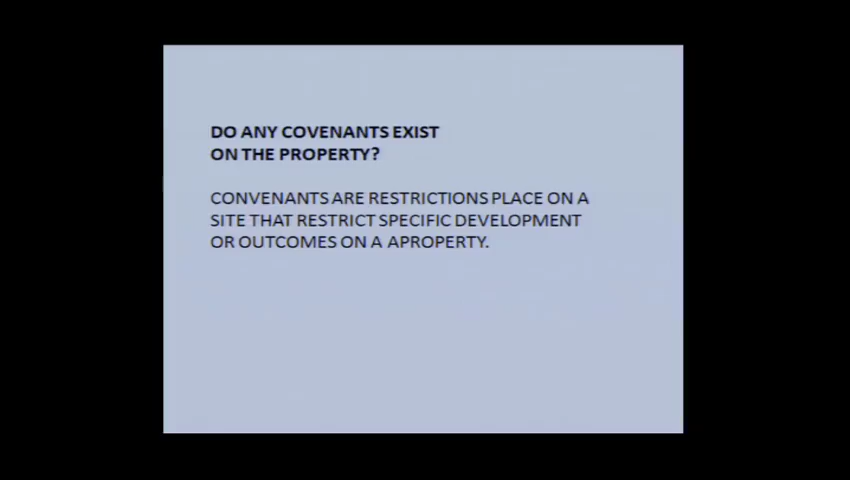 DO ANY COVENANTS EXIST
ON THE PROPERTY?
CONVENANTS ARE RESTRICTIONS PLACE ON A
SITE THAT RESTRICT SPECIFIC DEVELOPMENT
OR OUTCOMES ON A APROPERTY.